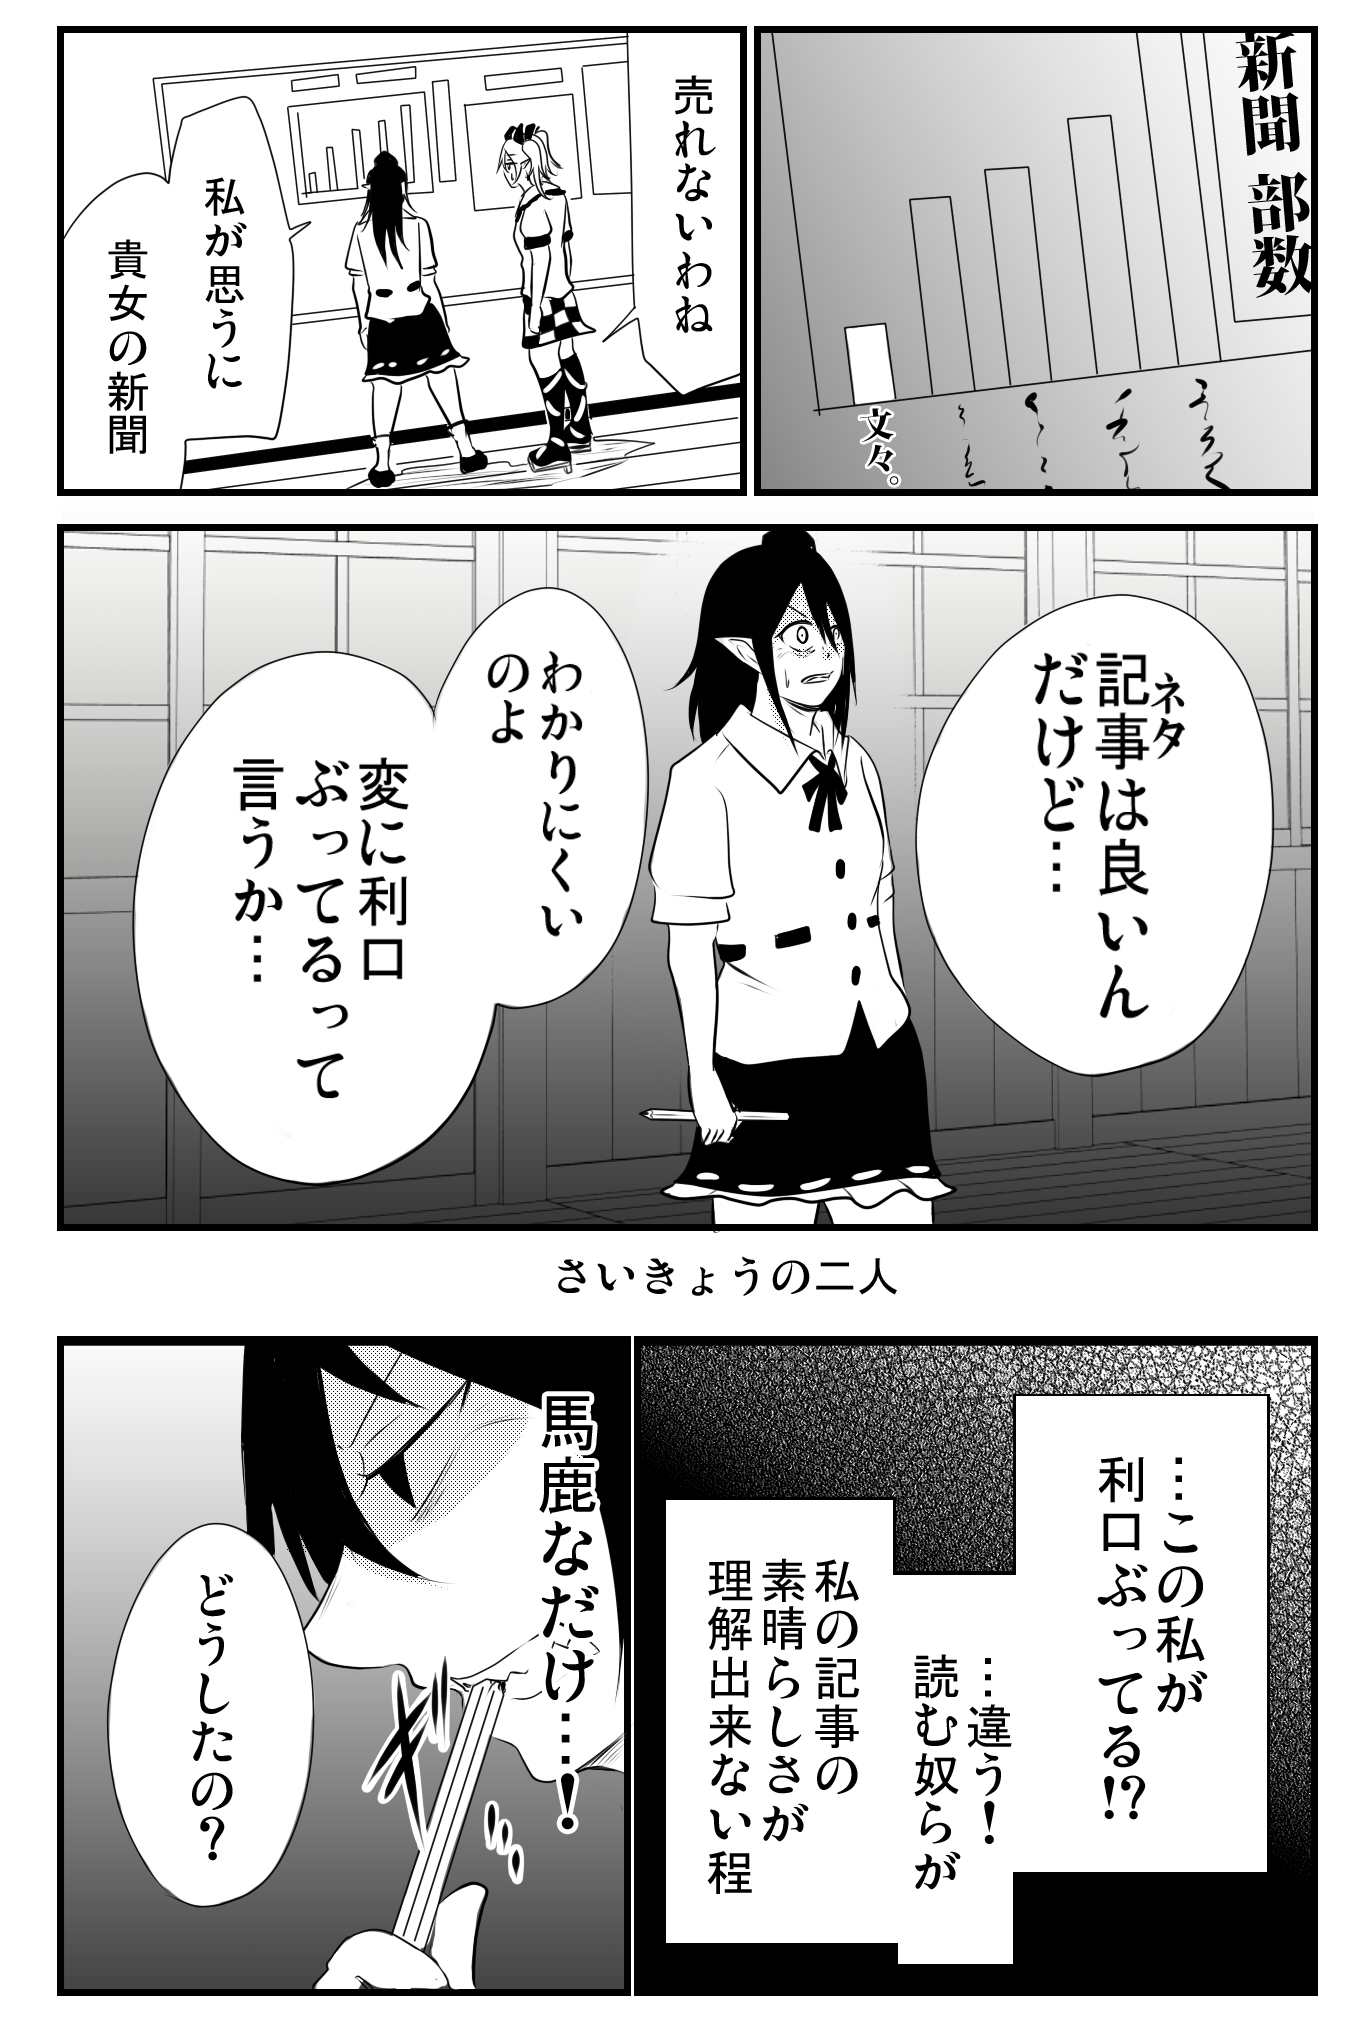 新聞 部数
文々。
売れないわね
私が思うに
貴女の新聞
記事は良いん
ネタ
だけど…
わかりにくい
のよ
変に利口
ぶってるって
言うか…
さいきょうの二人
…この私が
利口ぶってる!?
…違う!
読む奴らが
私の記事の
素晴らしさが
理解出来ない程
馬鹿なだけ…!
どうしたの?